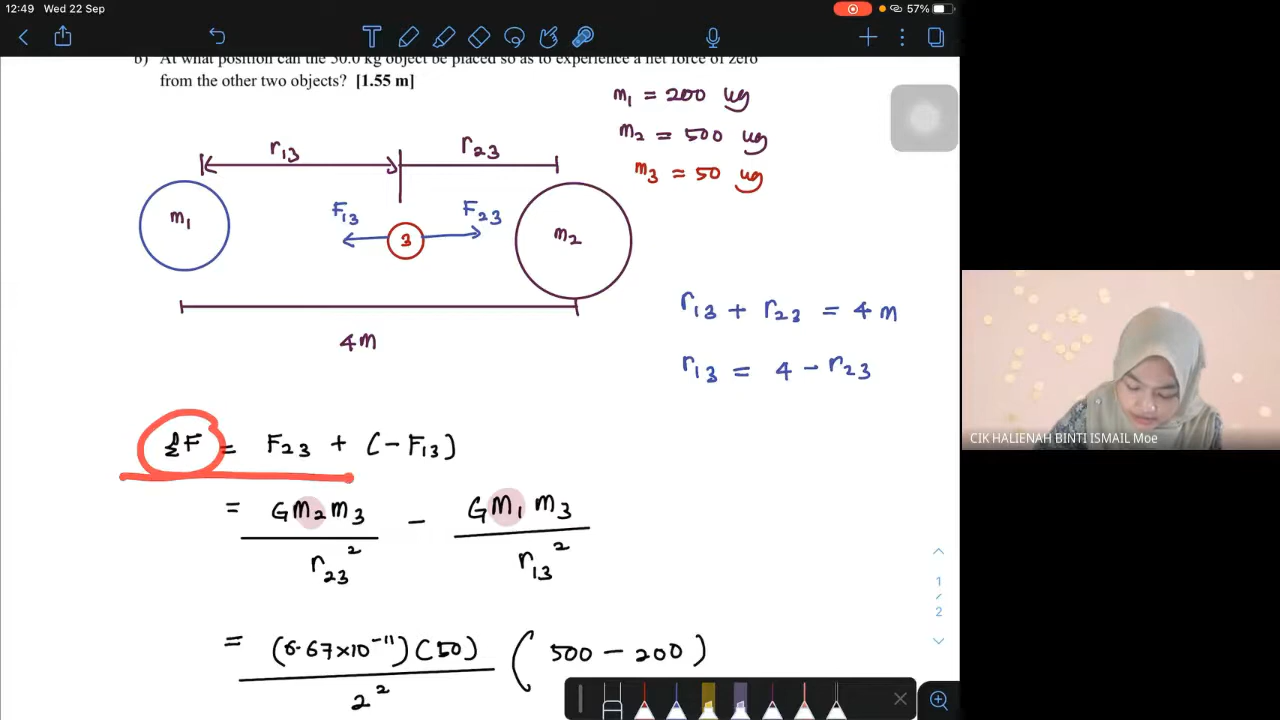 12:49 Wed 22 Sep
57%
b) At what position can the 50.0 kg object be placed so as to experience a net force of zero
from the other two objects? [1.55 m]
m₁ = 200 kg
m₂ = 500 kg
m₃ = 50 kg
r₁₃
r₂₃
m₁
F₁₃
3
F₂₃
m₂
4m
r₁₃ + r₂₃ = 4m
r₁₃ = 4 - r₂₃
ΣF = F₂₃ + (-F₁₃)
= GM₂m₃ / r₂₃² - GM₁m₃ / r₁₃²
= (6.67×10⁻¹¹)(50) / 2² (500 - 200)
1
/
2
CIK HALIENAH BINTI ISMAIL Moe